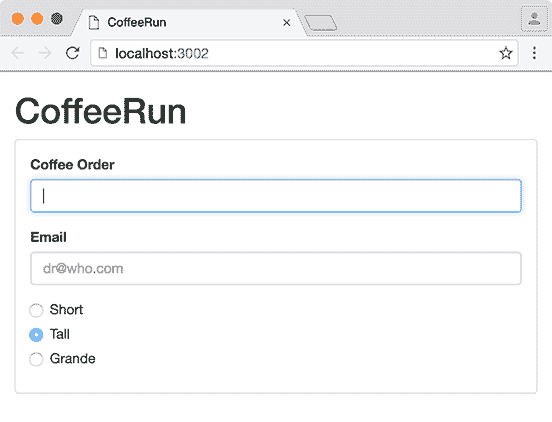 CoffeeRun
localhost:3002
CoffeeRun
Coffee Order
Email
dr@who.com
Short
Tall
Grande